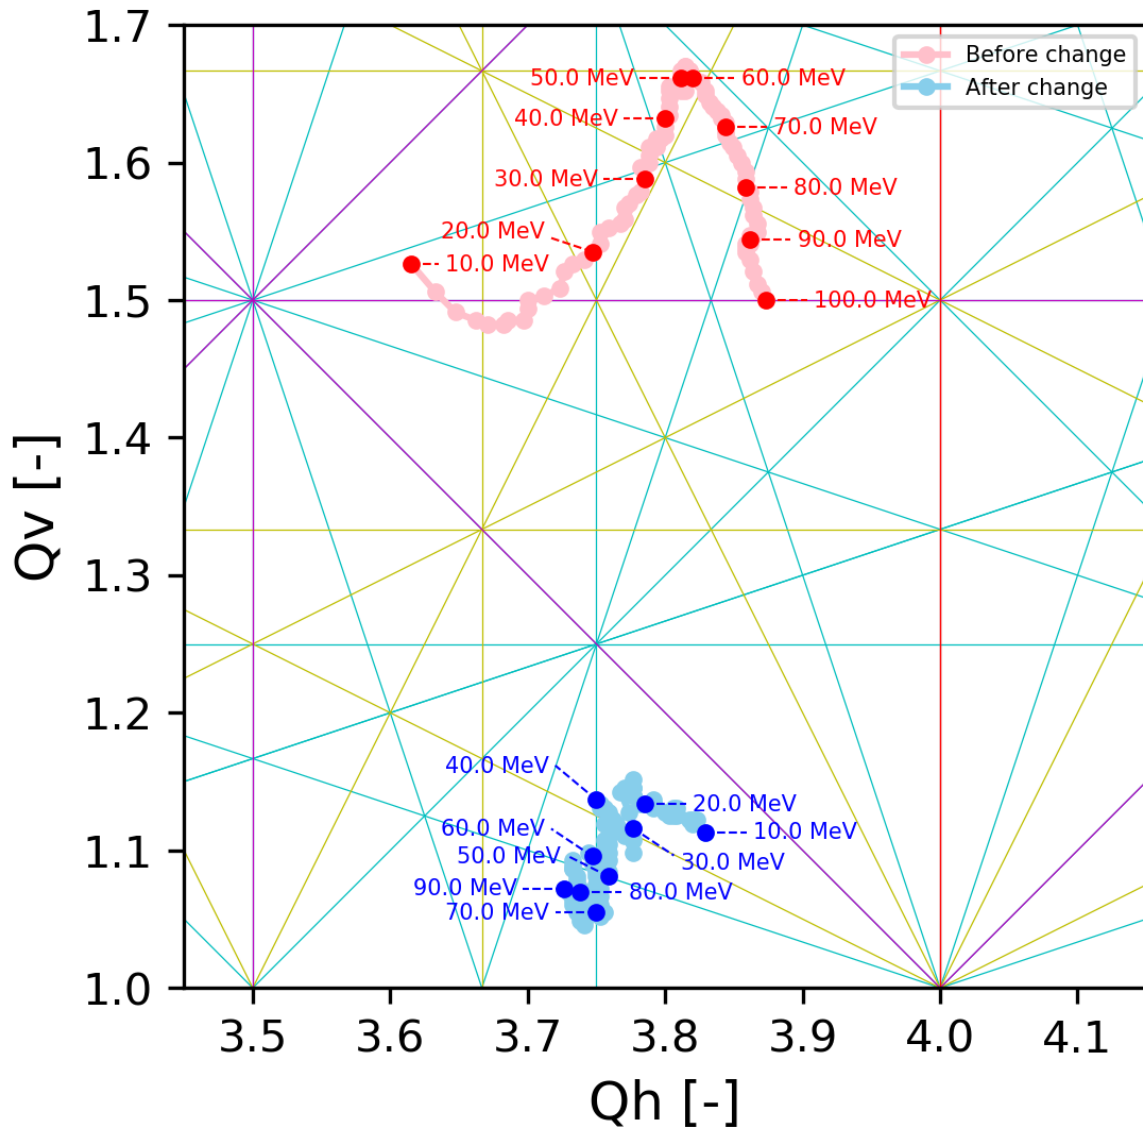 1.7
Before change
After change
50.0 MeV
60.0 MeV
40.0 MeV
70.0 MeV
1.6
30.0 MeV
80.0 MeV
20.0 MeV
90.0 MeV
10.0 MeV
1.5
100.0 MeV
1.4
Qv [-]
1.3
1.2
40.0 MeV
20.0 MeV
60.0 MeV
10.0 MeV
1.1
50.0 MeV
30.0 MeV
90.0 MeV
80.0 MeV
70.0 MeV
1.0
3.5 3.6 3.7 3.8 3.9 4.0 4.1
Qh [-]